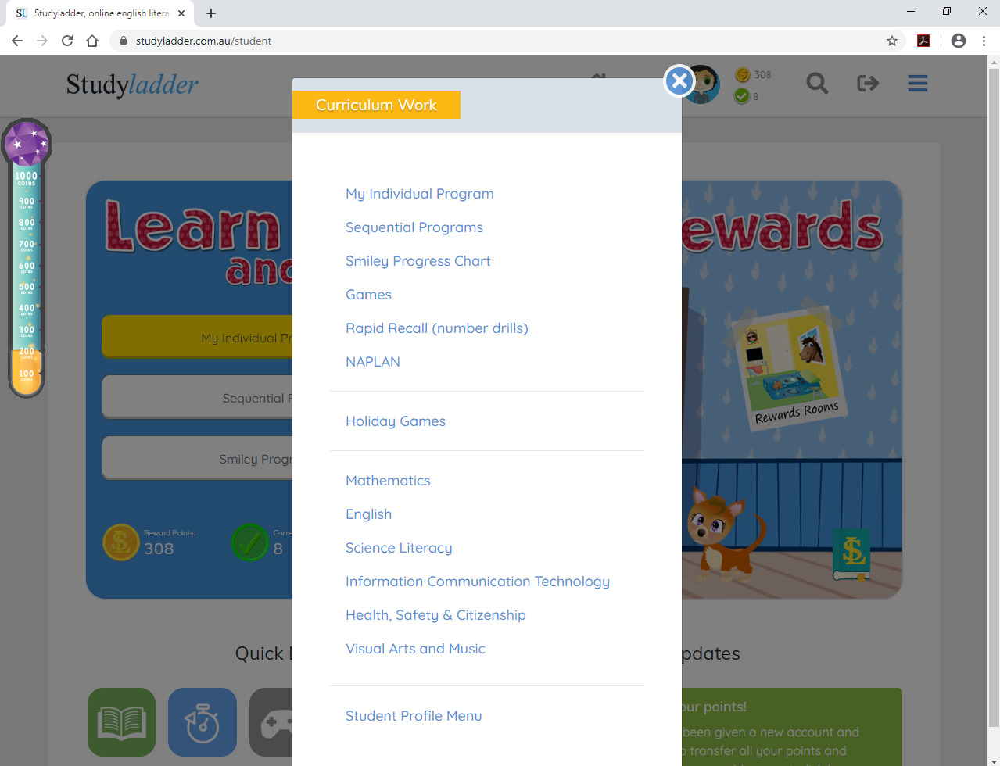 SL Studyladder, online english litera
studyladder.com.au/student
Studyladder
308
8
Curriculum Work
1000
COINS
900
COINS
800
COINS
700
COINS
600
COINS
500
COINS
400
COINS
300
COINS
200
COINS
100
COINS
Learn
and
ewards
My Individual Pr
Sequential P
Smiley Progr
Reward Points:
308
Corre
8
My Individual Program
Sequential Programs
Smiley Progress Chart
Games
Rapid Recall (number drills)
NAPLAN
Holiday Games
Mathematics
English
Science Literacy
Information Communication Technology
Health, Safety & Citizenship
Visual Arts and Music
Student Profile Menu
Rewards Rooms
Quick L
pdates
our points!
been given a new account and
o transfer all your points and